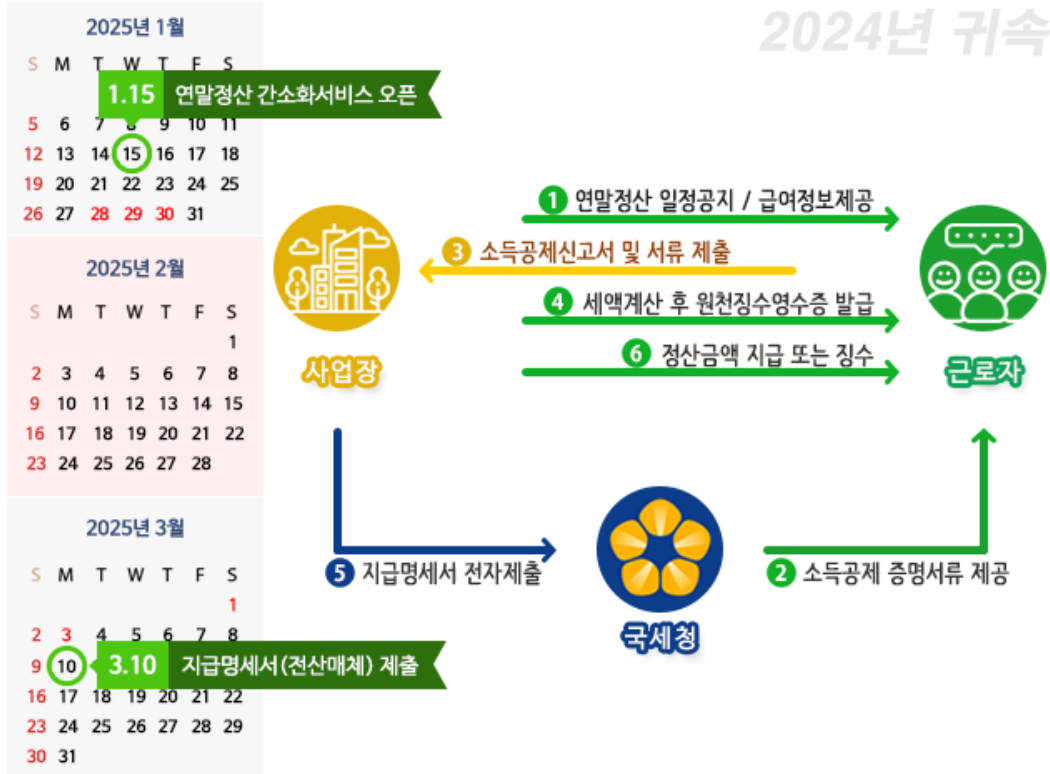 2024년 귀속
2025년 1월
S M T W T F S
1.15 연말정산 간소화서비스 오픈
5 6 7 8 9 10 11
12 13 14 15 16 17 18
19 20 21 22 23 24 25
26 27 28 29 30 31
2025년 2월
S M T W T F S
1
2 3 4 5 6 7 8
9 10 11 12 13 14 15
16 17 18 19 20 21 22
23 24 25 26 27 28
2025년 3월
S M T W T F S
1
2 3 4 5 6 7 8
9 10 3.10 지급명세서(전산매체) 제출
16 17 18 19 20 21 22
23 24 25 26 27 28 29
30 31
1 연말정산 일정공지 / 급여정보제공
3 소득공제신고서 및 서류 제출
4 세액계산 후 원천징수영수증 발급
6 정산금액 지급 또는 징수
사업장
근로자
5 지급명세서 전자제출
2 소득공제 증명서류 제공
국세청